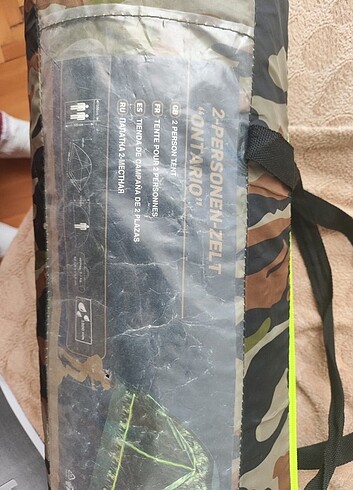 2-PERSONEN-ZELT
"ONTARIO"
GB 2 PERSON TENT
FR TENTE POUR 2 PERSONNES
ES TIENDA DE CAMPAÑA DE 2 PLAZAS
RU ПАЛАТКА 2-МЕСТНАЯ